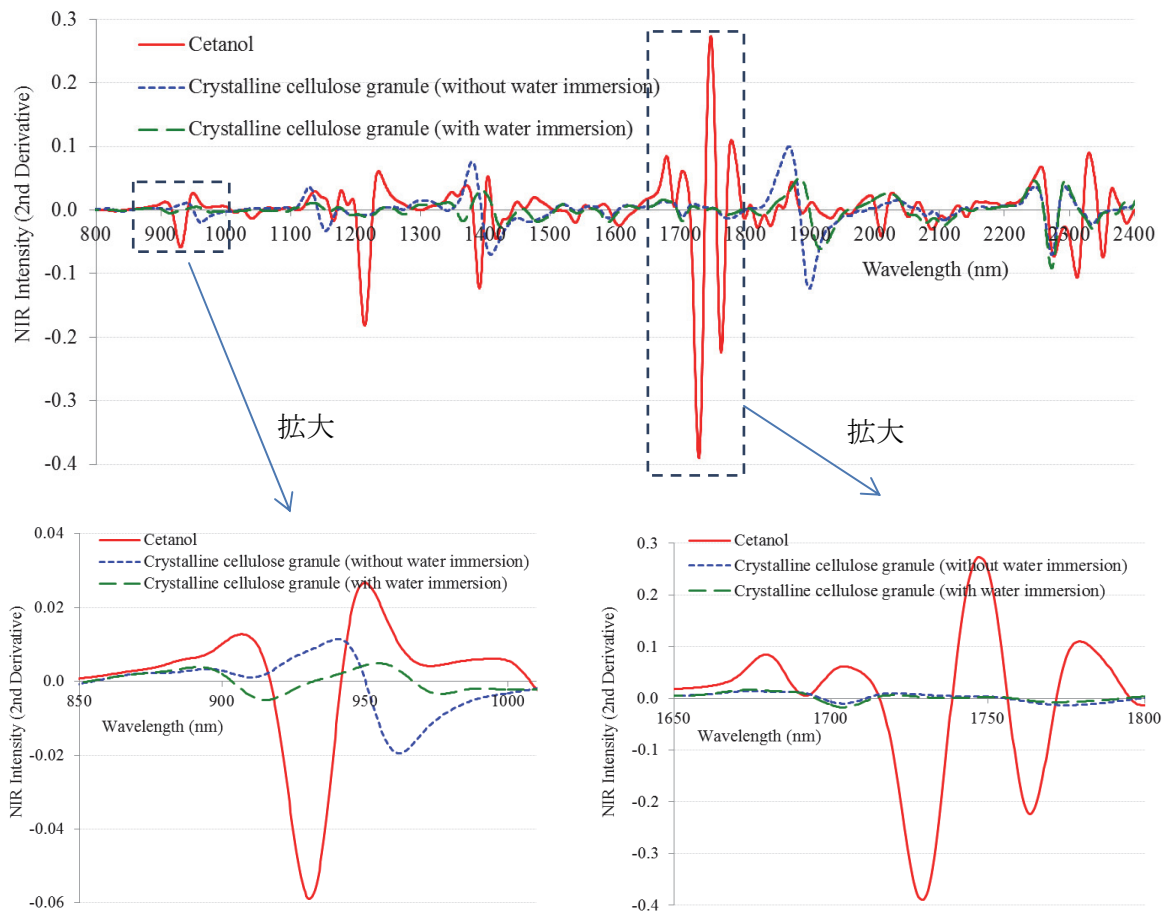 NIR Intensity (2nd Derivative)
0.3
0.2
0.1
0.0
-0.1
-0.2
-0.3
-0.4
Cetanol
Crystalline cellulose granule (without water immersion)
Crystalline cellulose granule (with water immersion)
800 900 1000 1100 1200 1300 1400 1500 1600 1700 1800 1900 2000 2100 2200 2300 2400
Wavelength (nm)
拡大
拡大
NIR Intensity (2nd Derivative)
0.04
0.02
0.0
-0.02
-0.04
-0.06
Cetanol
Crystalline cellulose granule (without water immersion)
Crystalline cellulose granule (with water immersion)
850 900 950 1000
Wavelength (nm)
NIR Intensity (2nd Derivative)
0.3
0.2
0.1
0.0
-0.1
-0.2
-0.3
-0.4
Cetanol
Crystalline cellulose granule (without water immersion)
Crystalline cellulose granule (with water immersion)
1650 1700 1750 1800
Wavelength (nm)